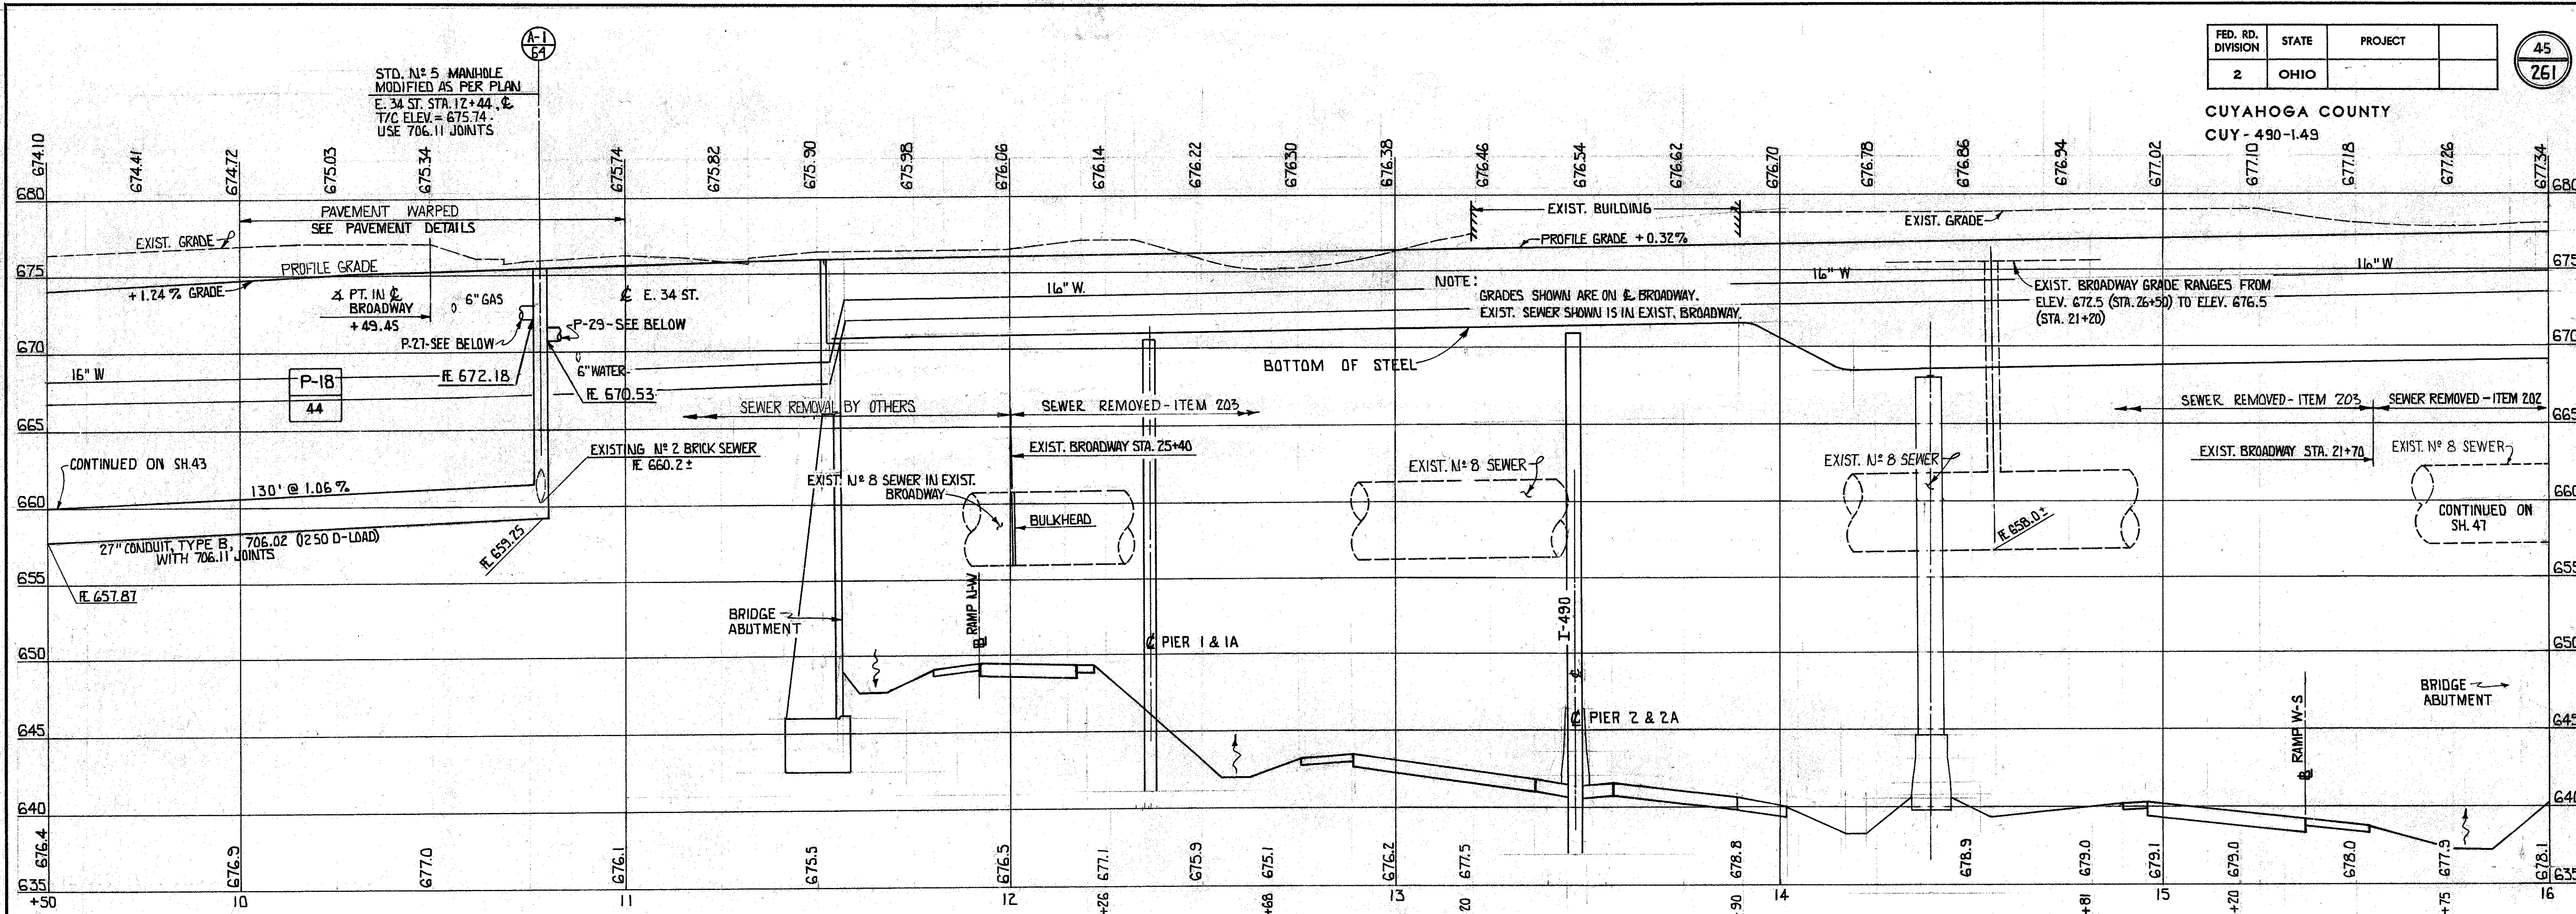 FED. RD. DIVISION STATE PROJECT
2 OHIO
45
261
CUYAHOGA COUNTY
CUY-490-1.49
A-1
64
STD. Nº 5 MANHOLE
MODIFIED AS PER PLAN
E. 34 ST. STA. 12+44, ℄
T/C ELEV. = 675.74
USE 706.11 JOINTS
674.10 674.41 674.72 675.03 675.34 675.74 675.82 675.90 675.98 676.06 676.14 676.22 676.30 676.38 676.46 676.54 676.62 676.70 676.78 676.86 676.94 677.02 677.10 677.18 677.26 677.34
680
680
PAVEMENT WARPED
SEE PAVEMENT DETAILS
EXIST. BUILDING
EXIST. GRADE
EXIST. GRADE
PROFILE GRADE +0.32%
675
675
PROFILE GRADE
+1.24% GRADE
∡ PT. IN ℄
BROADWAY
+49.45
6" GAS
℄ E. 34 ST.
16" W.
NOTE:
GRADES SHOWN ARE ON ℄ BROADWAY.
EXIST. SEWER SHOWN IS IN EXIST. BROADWAY.
16" W
16" W
EXIST. BROADWAY GRADE RANGES FROM
ELEV. 672.5 (STA. 26+50) TO ELEV. 676.5
(STA. 21+20)
P-29-SEE BELOW
P-27-SEE BELOW
670
670
BOTTOM OF STEEL
16" W
P-18
44
℄ 672.18
6" WATER
℄ 670.53
SEWER REMOVAL BY OTHERS
SEWER REMOVED-ITEM 203
SEWER REMOVED-ITEM 203
SEWER REMOVED-ITEM 202
665
665
EXISTING Nº 2 BRICK SEWER
℄ 660.2±
EXIST. BROADWAY STA. 25+40
EXIST. BROADWAY STA. 21+70
CONTINUED ON SH.43
EXIST. Nº 8 SEWER IN EXIST.
BROADWAY
EXIST. Nº 8 SEWER
EXIST. Nº 8 SEWER
EXIST. Nº 8 SEWER
130' @ 1.06%
660
660
BULKHEAD
CONTINUED ON
SH. 47
27" CONDUIT, TYPE B, 706.02 (1250 D-LOAD)
WITH 706.11 JOINTS
℄ 659.25
℄ 658.0±
655
655
℄ 657.87
BRIDGE
ABUTMENT
RAMP N-W
℄ PIER 1 & 1A
I-490
℄
650
650
BRIDGE
ABUTMENT
℄ PIER 2 & 2A
RAMP W-S
645
645
640
640
676.4 676.9 677.0 676.1 675.5 676.5 677.1 675.9 675.1 676.2 677.5 678.8 678.9 679.0 679.1 679.0 678.0 677.9 678.1
635
635
+50 10 11 12 +26 +68 13 20 +90 14 +81 15 +20 +75 16